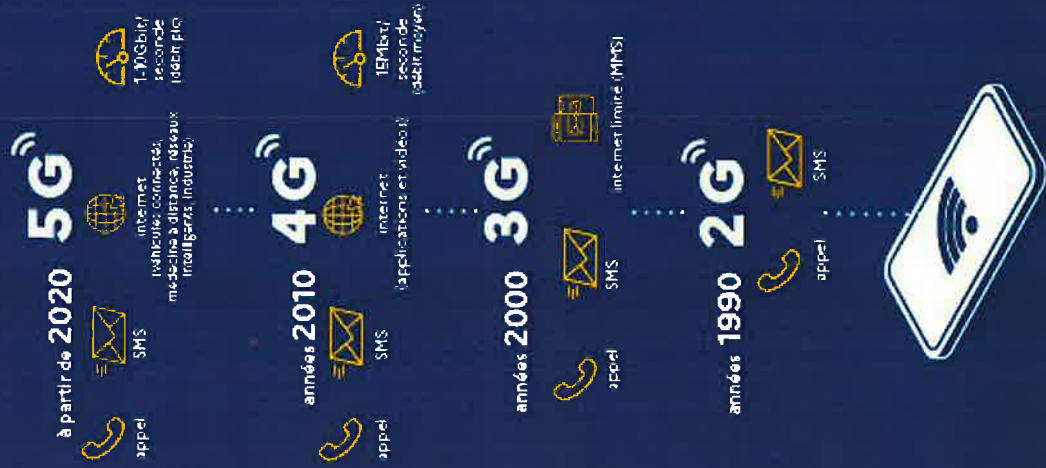 à partir de 2020 5G
appel
SMS
internet
(véhicules connectés,
médecine à distance, réseaux
intelligents, industrie)
1-10Gbit/
seconde
(débit pic)
années 2010 4G
appel
SMS
internet
(applications et vidéos)
15Mbit/
seconde
(débit moyen)
années 2000 3G
appel
SMS
internet limité (MMS)
années 1990 2G
appel
SMS